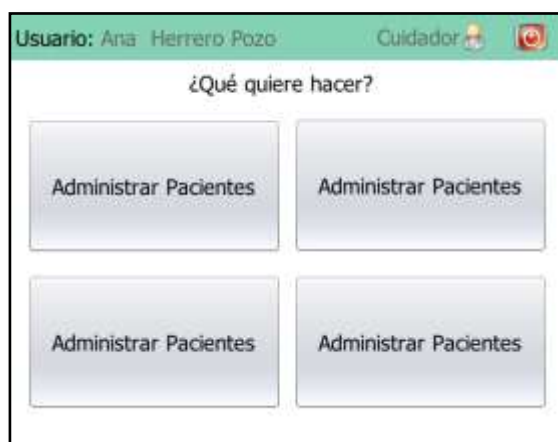 Usuario: Ana Herrero Pozo Cuidador
¿Qué quiere hacer?
Administrar Pacientes Administrar Pacientes
Administrar Pacientes Administrar Pacientes